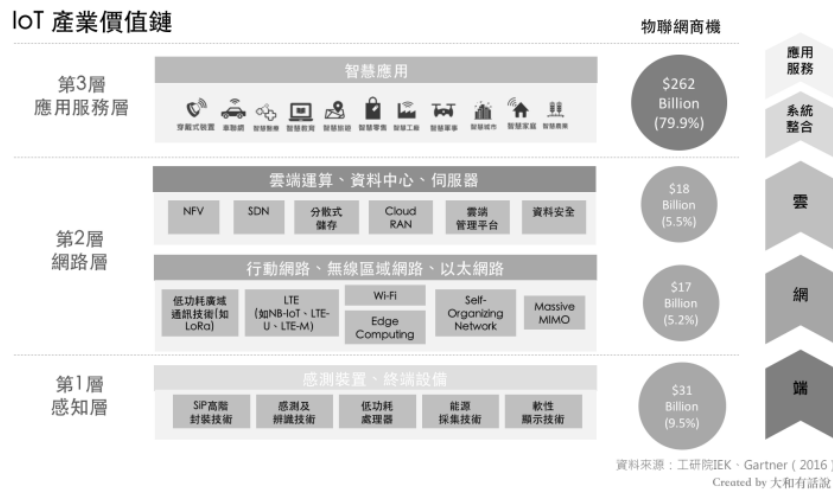 IoT 產業價值鏈
物聯網商機
第3層
應用服務層
智慧應用
穿戴式裝置 車聯網 智慧醫療 智慧教育 智慧旅遊 智慧零售 智慧工廠 智慧軍事 智慧城市 智慧家庭 智慧農業
$262
Billion
(79.9%)
應用
服務
系統
整合
第2層
網路層
雲端運算、資料中心、伺服器
NFV
SDN
分散式
儲存
Cloud
RAN
雲端
管理平台
資料安全
$18
Billion
(5.5%)
雲
行動網路、無線區域網路、以太網路
低功耗廣域
通訊技術(如
LoRa)
LTE
(如NB-IoT、LTE-
U、LTE-M)
Wi-Fi
Edge
Computing
Self-
Organizing
Network
Massive
MIMO
$17
Billion
(5.2%)
網
第1層
感知層
感測裝置、終端設備
SiP高階
封裝技術
感測及
辨識技術
低功耗
處理器
能源
採集技術
軟性
顯示技術
$31
Billion
(9.5%)
端
資料來源：工研院IEK、Gartner（2016）
Created by 大和有話說